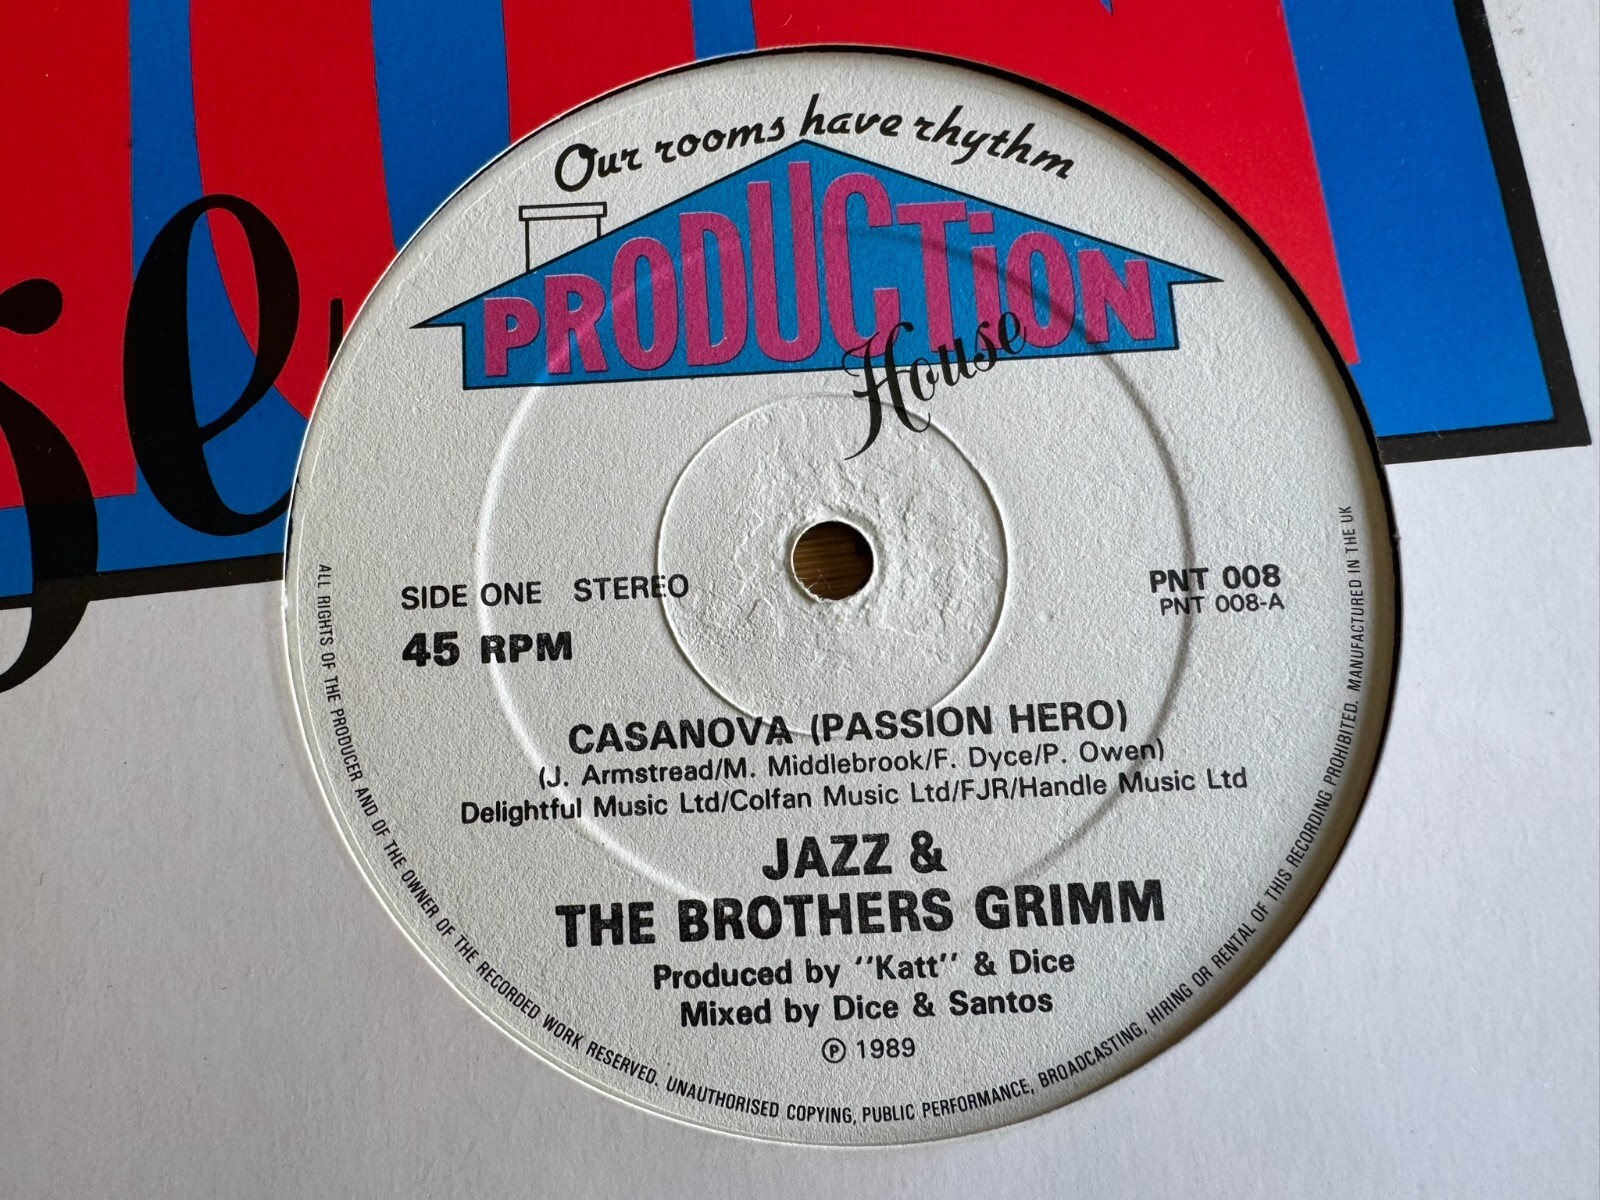 Our rooms have rhythm
PRODUCTiON
House
SIDE ONE STEREO
45 RPM
PNT 008
PNT 008-A
CASANOVA (PASSION HERO)
(J. Armstread/M. Middlebrook/F. Dyce/P. Owen)
Delightful Music Ltd/Colfan Music Ltd/FJR/Handle Music Ltd
JAZZ &
THE BROTHERS GRIMM
Produced by "Katt" & Dice
Mixed by Dice & Santos
℗ 1989
ALL RIGHTS OF THE PRODUCER AND OF THE OWNER OF THE RECORDED WORK RESERVED. UNAUTHORISED COPYING, PUBLIC PERFORMANCE, BROADCASTING, HIRING OR RENTAL OF THIS RECORDING PROHIBITED. MANUFACTURED IN THE UK